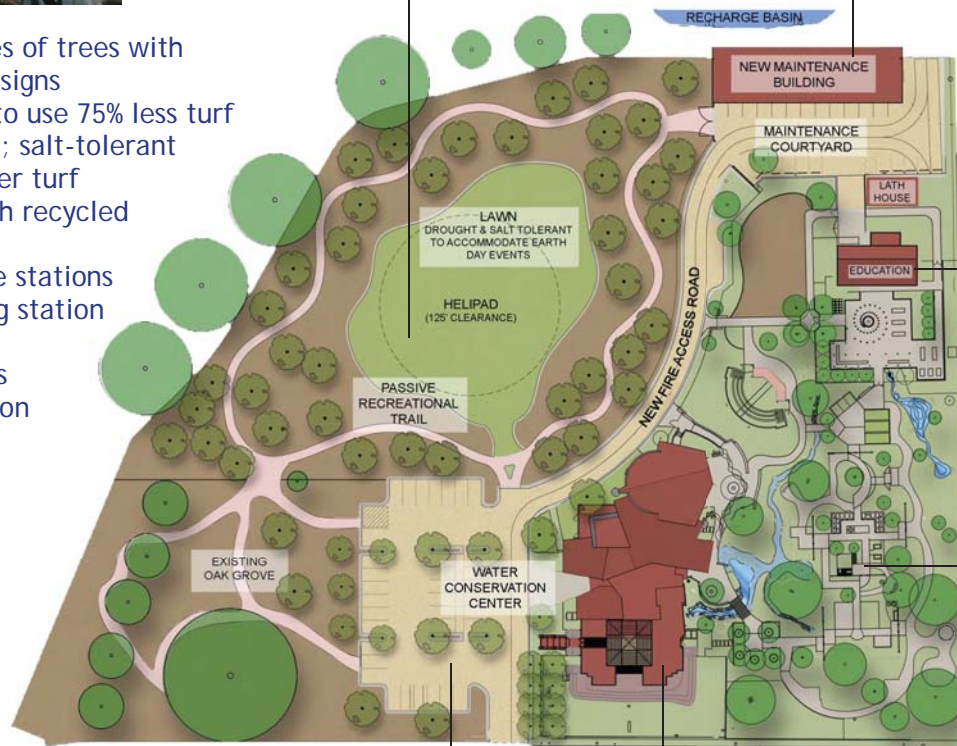 es of trees with
signs
to use 75% less turf
; salt-tolerant
er turf
h recycled
e stations
g station
s
on
RECHARGE BASIN
NEW MAINTENANCE
BUILDING
MAINTENANCE
COURTYARD
LATH
HOUSE
EDUCATION
LAWN
DROUGHT & SALT TOLERANT
TO ACCOMMODATE EARTH
DAY EVENTS
HELIPAD
(125' CLEARANCE)
NEW FIRE ACCESS ROAD
PASSIVE
RECREATIONAL
TRAIL
EXISTING
OAK GROVE
WATER
CONSERVATION
CENTER